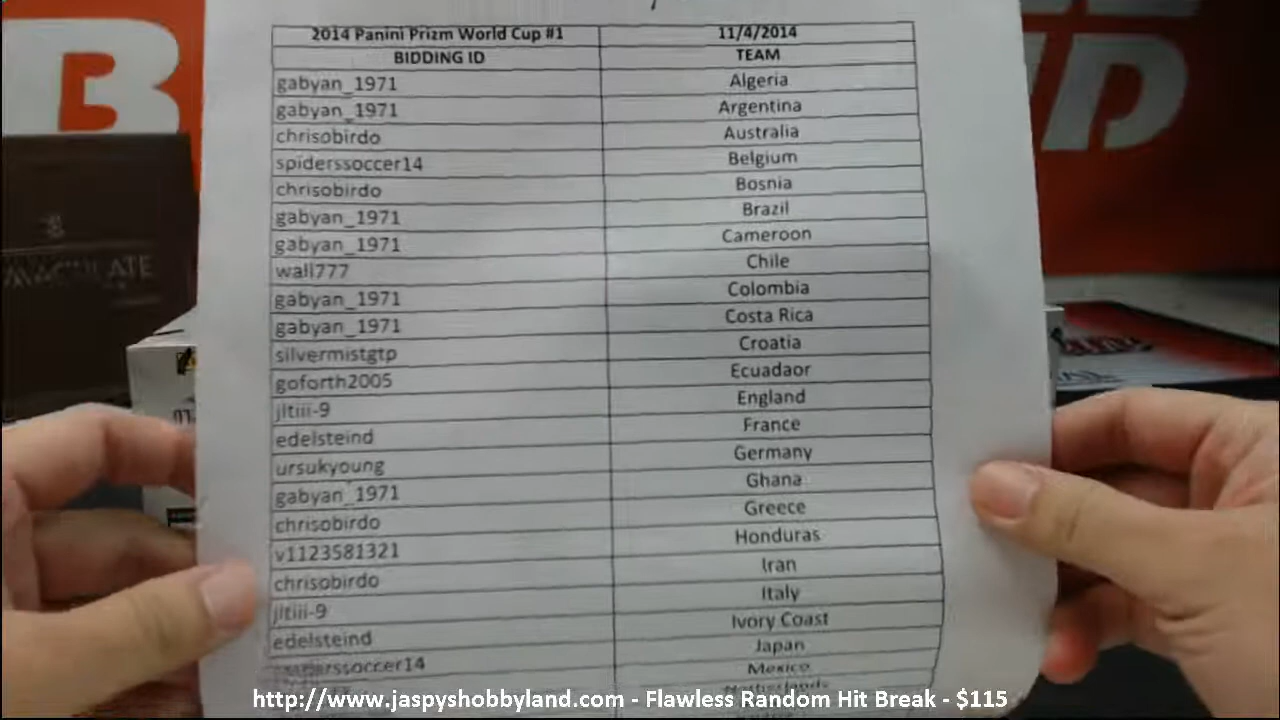 2014 Panini Prizm World Cup #1 11/4/2014
BIDDING ID TEAM
gabyan_1971 Algeria
gabyan_1971 Argentina
chrisobirdo Australia
spiderssoccer14 Belgium
chrisobirdo Bosnia
gabyan_1971 Brazil
gabyan_1971 Cameroon
wall777 Chile
gabyan_1971 Colombia
gabyan_1971 Costa Rica
silvermistgtp Croatia
goforth2005 Ecuadaor
jltiii-9 England
edelsteind France
ursukyoung Germany
gabyan_1971 Ghana
chrisobirdo Greece
v1123581321 Honduras
chrisobirdo Iran
jltiii-9 Italy
edelsteind Ivory Coast
spiderssoccer14 Japan
Mexico
Netherlands
http://www.jaspyshobbyland.com - Flawless Random Hit Break - $115